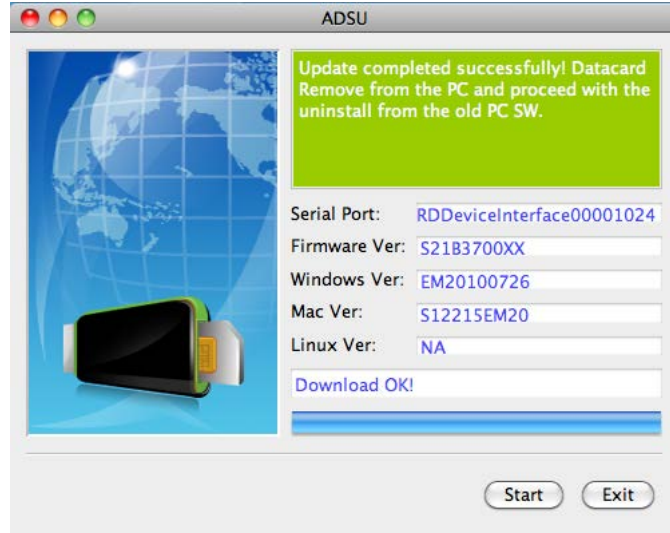 ADSU
Update completed successfully! Datacard
Remove from the PC and proceed with the
uninstall from the old PC SW.
Serial Port: RDDeviceInterface00001024
Firmware Ver: S21B3700XX
Windows Ver: EM20100726
Mac Ver: S12215EM20
Linux Ver: NA
Download OK!
Start Exit